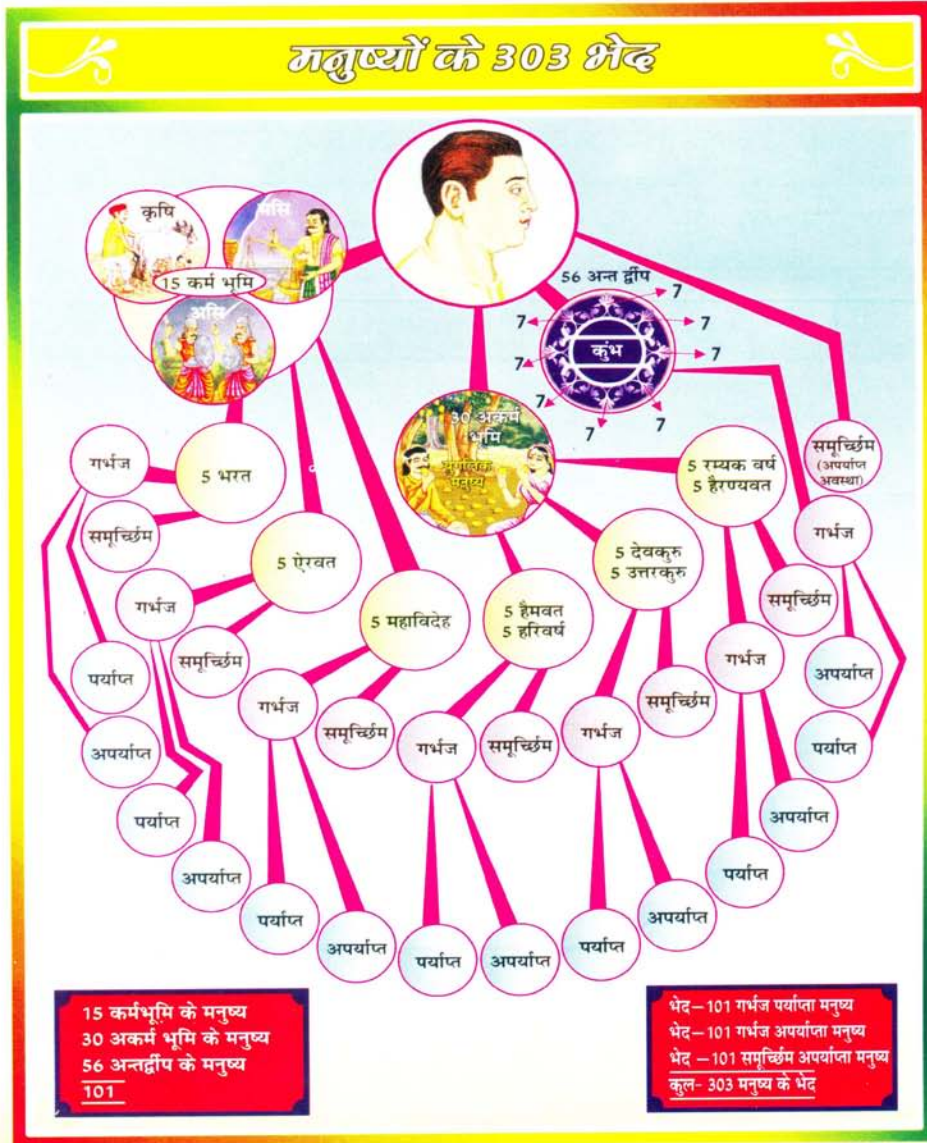 मनुष्यों के 303 भेद
कृषि
मसि
15 कर्म भूमि
असि
56 अन्त द्वीप
7
7
7
7
7
7
7
7
कुंभ
30 अकर्म
भूमि
युगलिक
मनुष्य
गर्भज
5 भरत
समूर्च्छिम
5 रम्यक वर्ष
5 हैरण्यवत
समूर्च्छिम
(अपर्याप्त
अवस्था)
गर्भज
5 ऐरवत
गर्भज
समूर्च्छिम
5 महाविदेह
5 हैमवत
5 हरिवर्ष
5 देवकुरु
5 उत्तरकुरु
समूर्च्छिम
गर्भज
पर्याप्त
अपर्याप्त
गर्भज
समूर्च्छिम
गर्भज
समूर्च्छिम
गर्भज
समूर्च्छिम
अपर्याप्त
पर्याप्त
पर्याप्त
अपर्याप्त
पर्याप्त
अपर्याप्त
पर्याप्त
अपर्याप्त
पर्याप्त
अपर्याप्त
पर्याप्त
अपर्याप्त
15 कर्मभूमि के मनुष्य
30 अकर्म भूमि के मनुष्य
56 अन्तर्द्वीप के मनुष्य
101
भेद–101 गर्भज पर्याप्ता मनुष्य
भेद–101 गर्भज अपर्याप्ता मनुष्य
भेद –101 समूर्च्छिम अपर्याप्ता मनुष्य
कुल- 303 मनुष्य के भेद